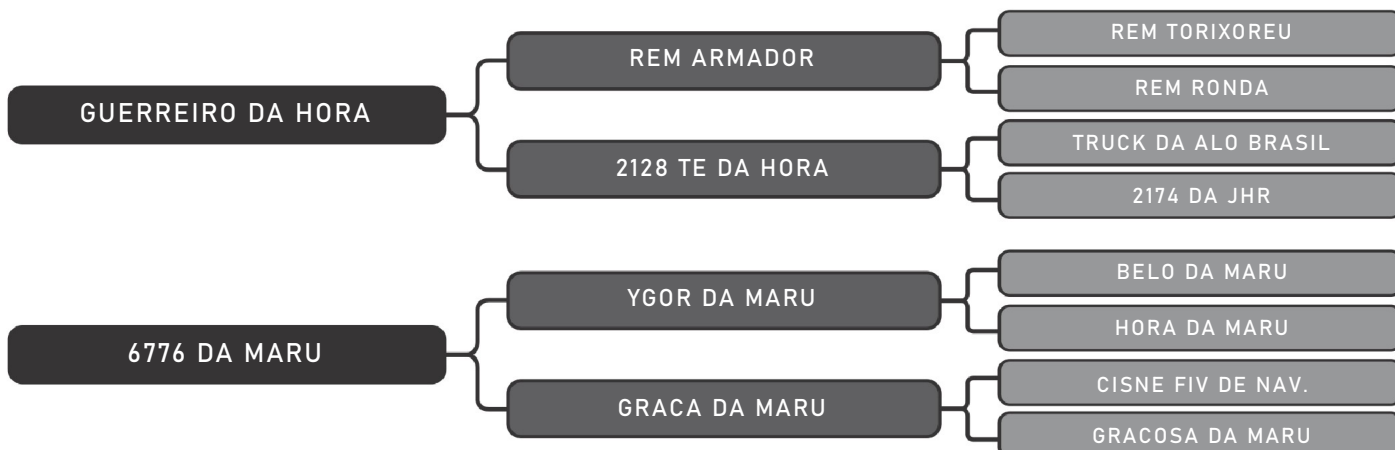 REM TORIXOREU
REM ARMADOR
REM RONDA
GUERREIRO DA HORA
TRUCK DA ALO BRASIL
2128 TE DA HORA
2174 DA JHR
BELO DA MARU
YGOR DA MARU
HORA DA MARU
6776 DA MARU
CISNE FIV DE NAV.
GRACA DA MARU
GRACOSA DA MARU